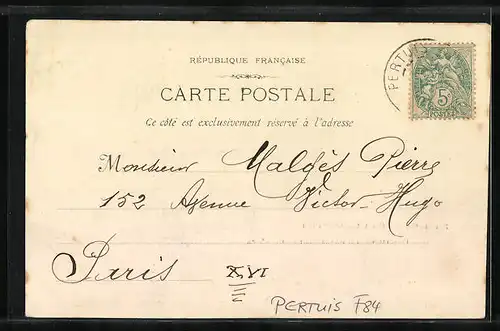 RÉPUBLIQUE FRANÇAISE
CARTE POSTALE
Ce côté est exclusivement réservé à l'adresse
PERTUIS
5
POSTES
Monsieur Malgès Pierre
152 Avenue Victor-Hugo
Paris XVI
PERTUIS F84